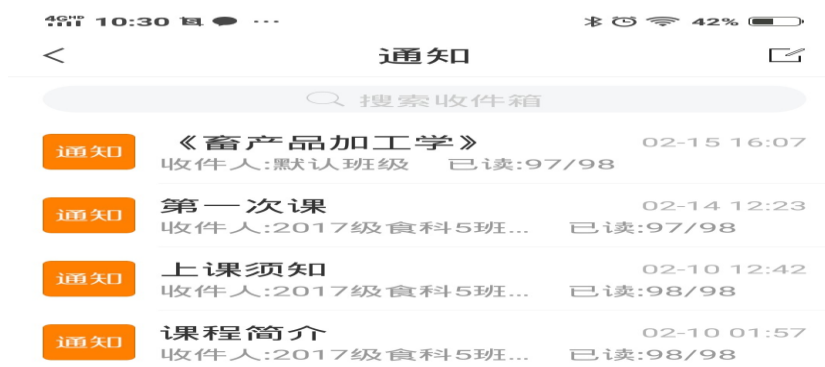 4GHD 10:30 ···
42%
< 通知
搜索收件箱
通知 《畜产品加工学》 02-15 16:07
收件人:默认班级 已读:97/98
通知 第一次课 02-14 12:23
收件人:2017级食科5班... 已读:97/98
通知 上课须知 02-10 12:42
收件人:2017级食科5班... 已读:98/98
通知 课程简介 02-10 01:57
收件人:2017级食科5班... 已读:98/98